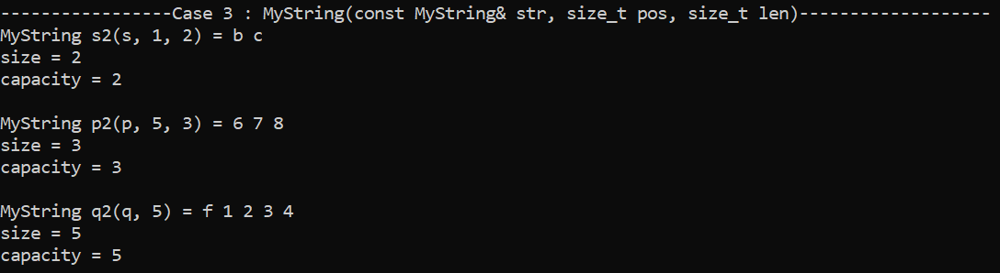 -----------------Case 3 : MyString(const MyString& str, size_t pos, size_t len)-------------------
MyString s2(s, 1, 2) = b c
size = 2
capacity = 2
MyString p2(p, 5, 3) = 6 7 8
size = 3
capacity = 3
MyString q2(q, 5) = f 1 2 3 4
size = 5
capacity = 5